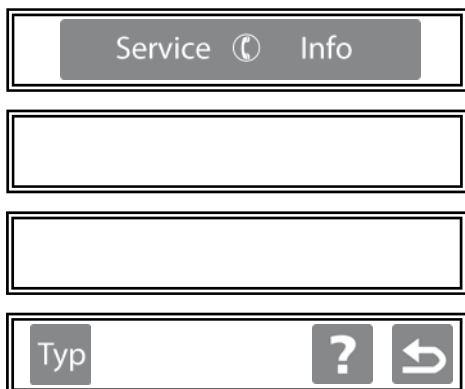 Service ✆ Info
Typ ?